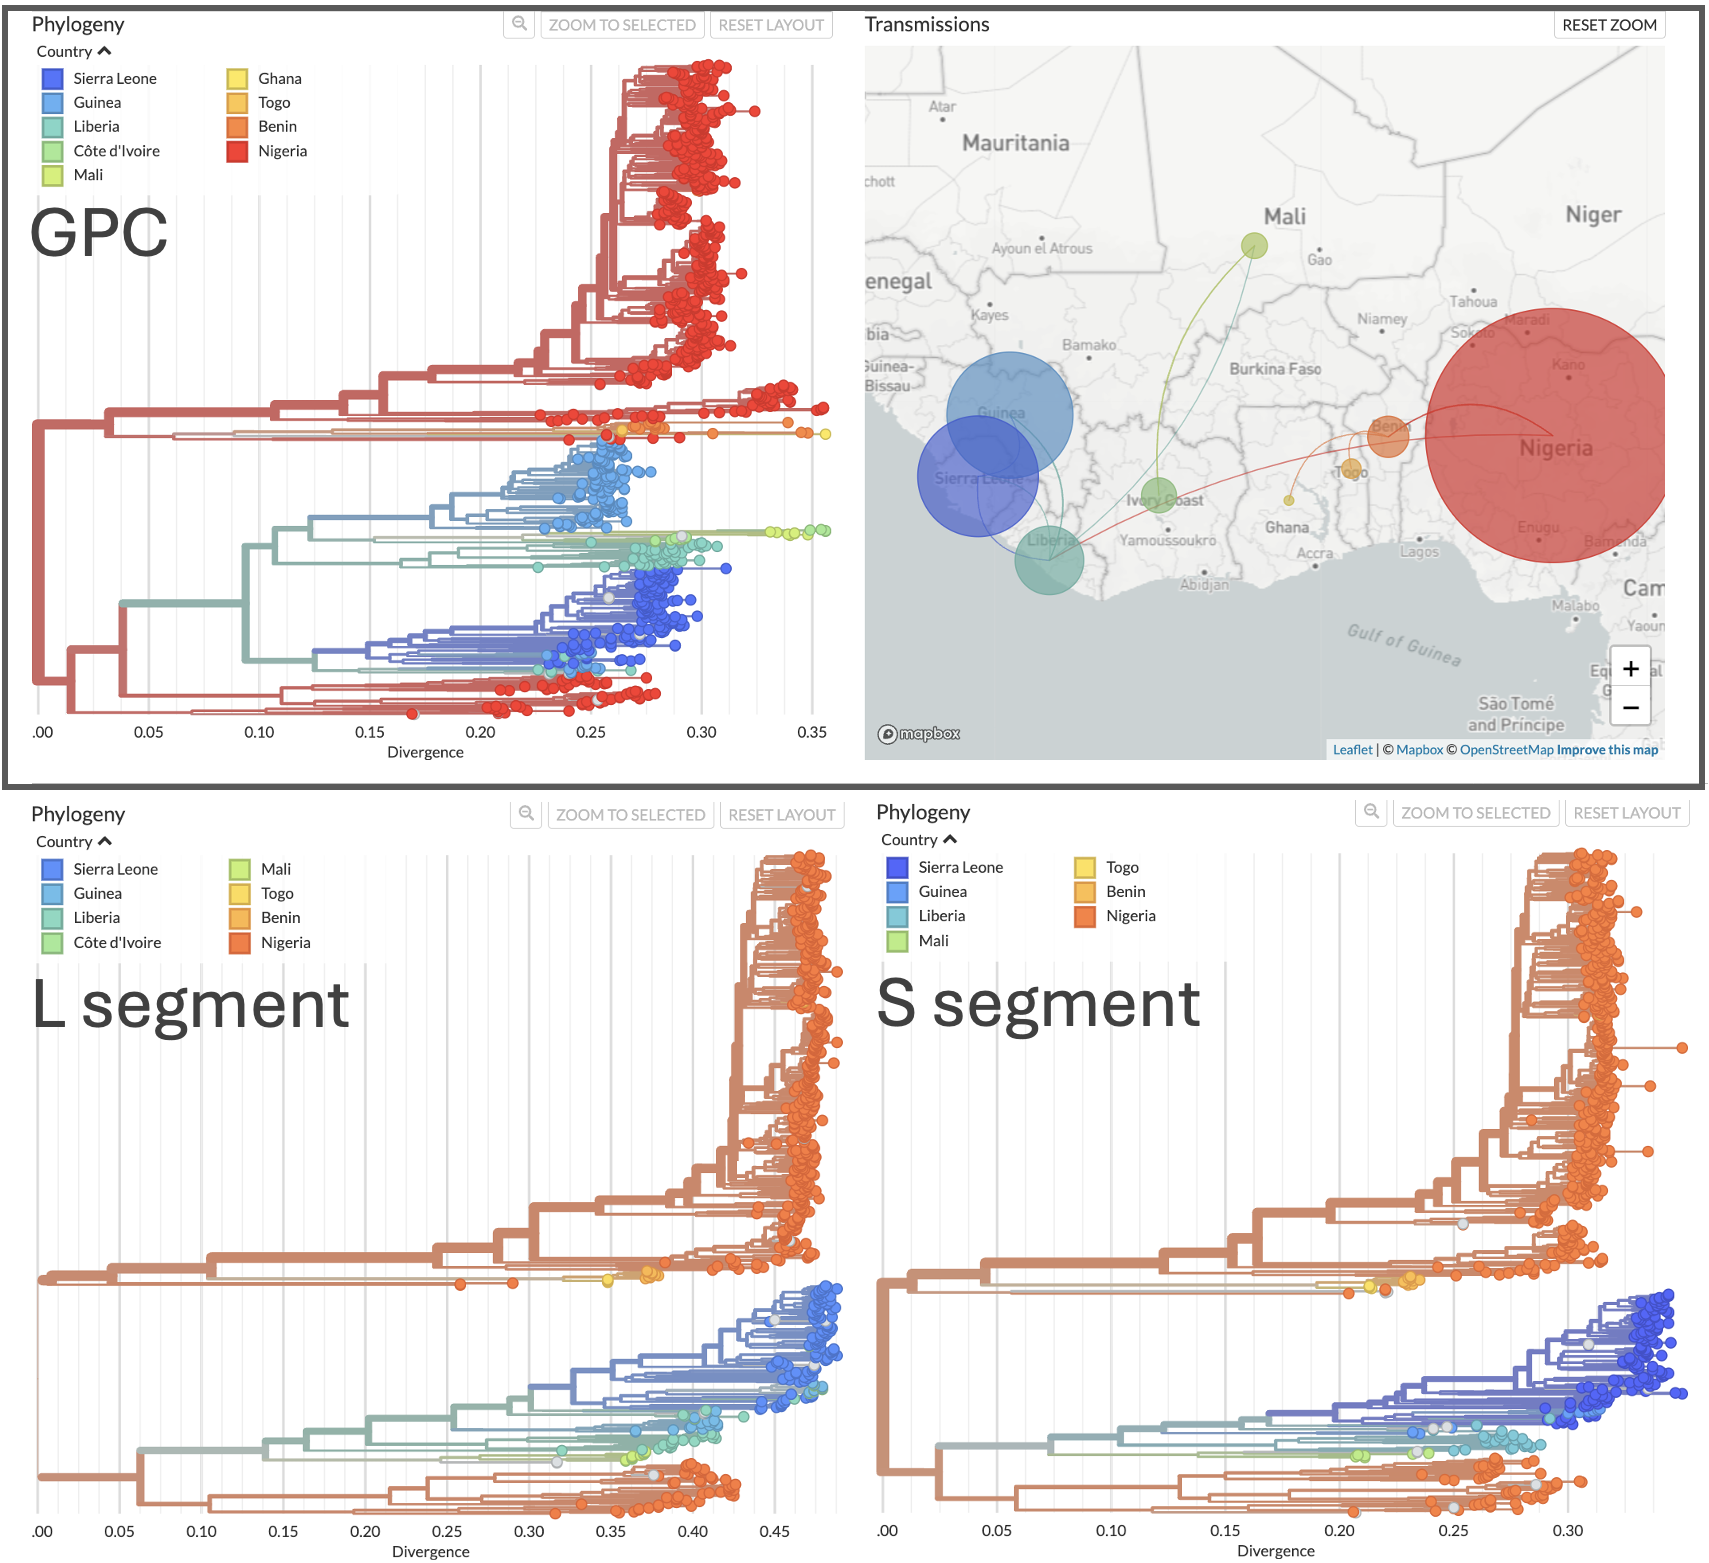 Phylogeny
ZOOM TO SELECTED
RESET LAYOUT
Country
Sierra Leone
Guinea
Liberia
Côte d'Ivoire
Mali
Ghana
Togo
Benin
Nigeria
GPC
.00 0.05 0.10 0.15 0.20 0.25 0.30 0.35
Divergence
Transmissions
RESET ZOOM
Atar
Mauritania
chott
Mali
Niger
Ayoun el Atrous
Gao
enegal
Kayes
Tahoua
Niamey
Sokoto
Maradi
bia
Bamako
Guinea-
Bissau
Burkina Faso
Kano
Guinea
Benin
Nigeria
Sierra Leone
Togo
Ivory Coast
Ghana
Enugu
Liberia
Yamoussoukro
Accra
Lagos
Bamenda
Abidjan
Cam
Malabo
Yaoun
Gulf of Guinea
São Tomé
and Príncipe
+
−
mapbox
Leaflet | © Mapbox © OpenStreetMap Improve this map
Phylogeny
ZOOM TO SELECTED
RESET LAYOUT
Country
Sierra Leone
Guinea
Liberia
Côte d'Ivoire
Mali
Togo
Benin
Nigeria
L segment
.00 0.05 0.10 0.15 0.20 0.25 0.30 0.35 0.40 0.45
Divergence
Phylogeny
ZOOM TO SELECTED
RESET LAYOUT
Country
Sierra Leone
Guinea
Liberia
Mali
Togo
Benin
Nigeria
S segment
.00 0.05 0.10 0.15 0.20 0.25 0.30
Divergence